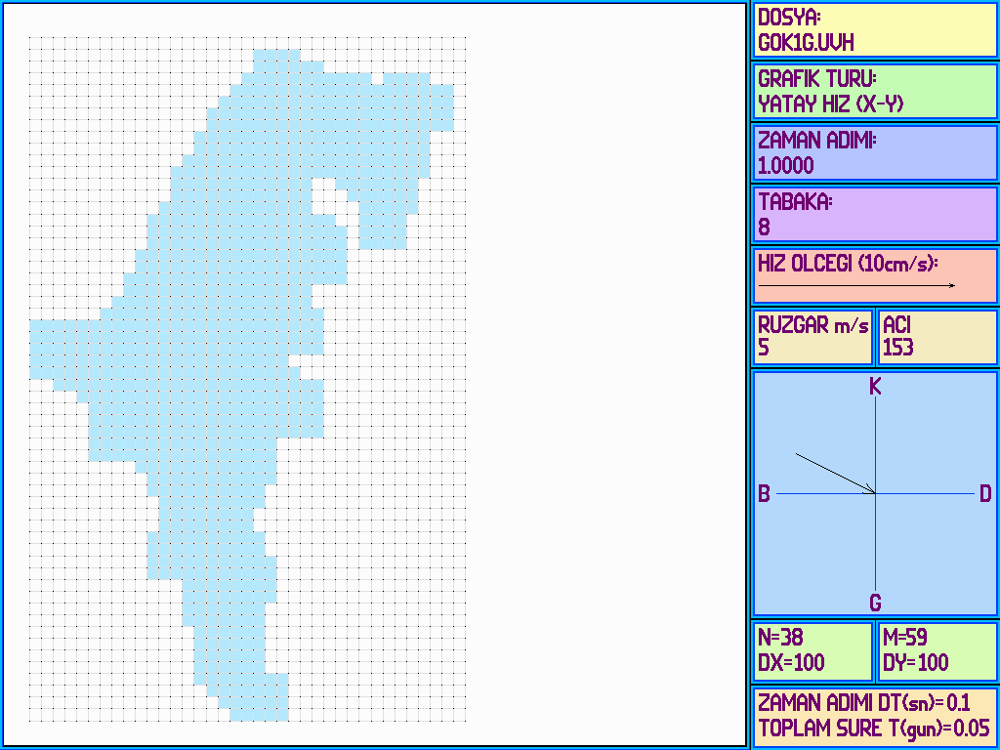 DOSYA:
GOK1G.UVH
GRAFIK TURU:
YATAY HIZ (X-Y)
ZAMAN ADIMI:
1.0000
TABAKA:
8
HIZ OLCEGI (10cm/s):
RUZGAR m/s
5
ACI
153
K
B
D
G
N=38
DX=100
M=59
DY=100
ZAMAN ADIMI DT(sn)=0.1
TOPLAM SURE T(gun)=0.05